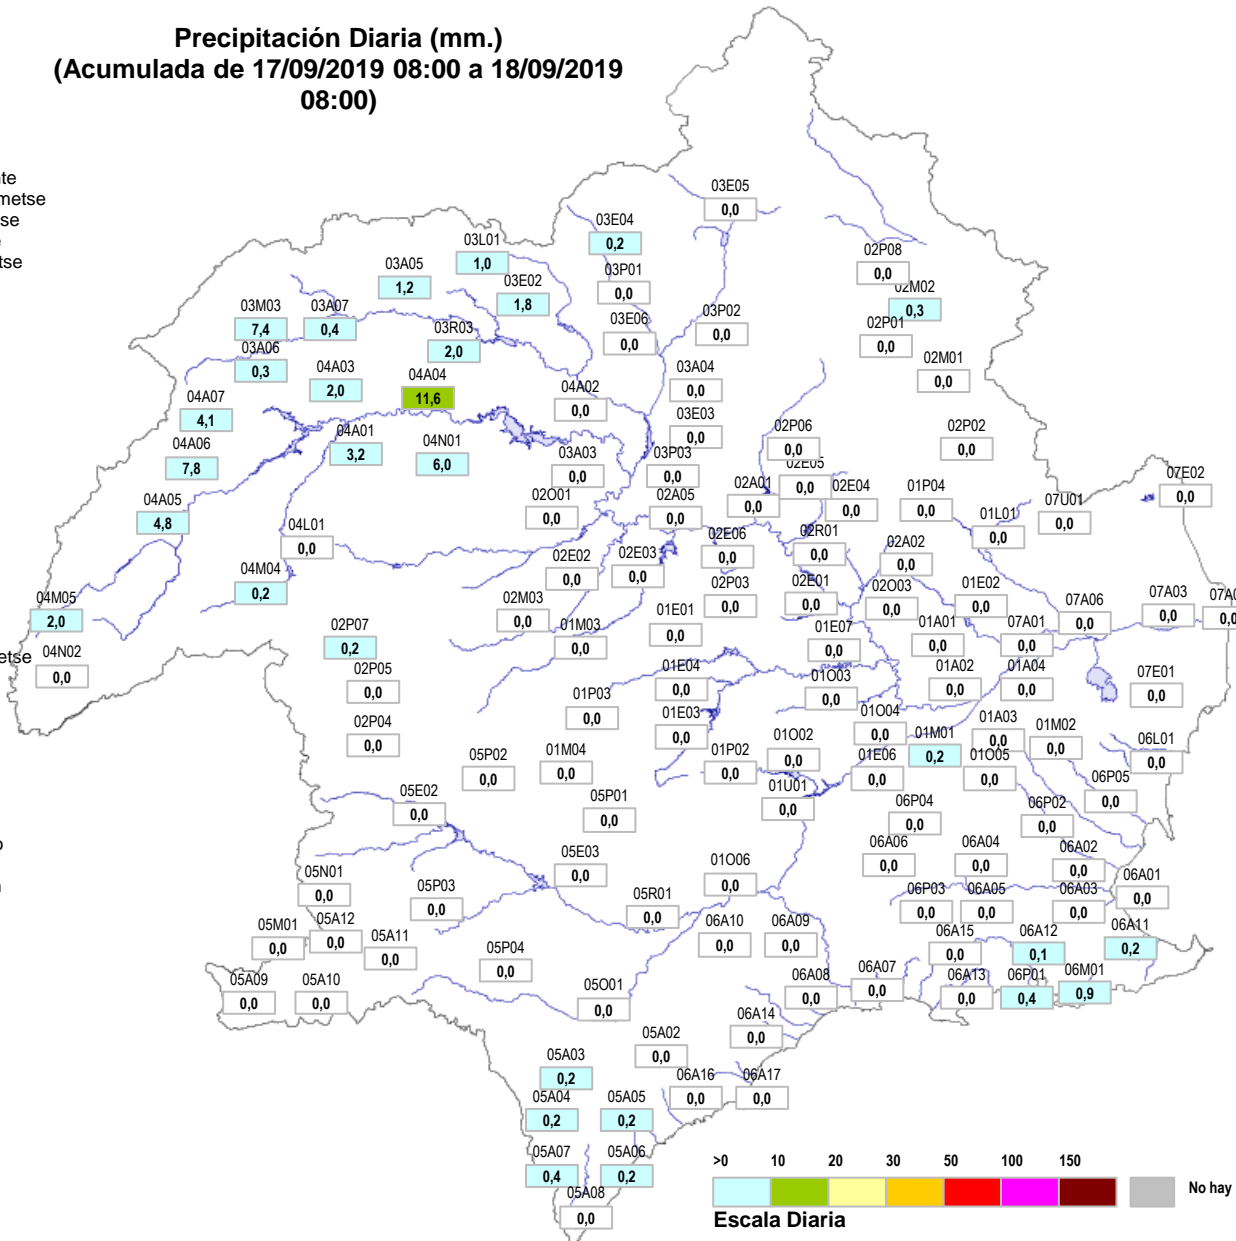 Precipitación Diaria (mm.)
(Acumulada de 17/09/2019 08:00 a 18/09/2019
08:00)
03E05
0,0
03E04
0,2
03L01
1,0
02P08
0,0
03A05
1,2
03P01
0,0
03E02
1,8
02M02
0,3
03M03
7,4
03A07
0,4
03P02
0,0
03R03
2,0
03E06
0,0
02P01
0,0
03A06
0,3
02M01
0,0
04A03
2,0
04A04
11,6
03A04
0,0
04A02
0,0
04A07
4,1
03E03
0,0
04A01
3,2
04N01
6,0
02P06
0,0
02P02
0,0
04A06
7,8
03A03
0,0
03P03
0,0
02E05
0,0
07E02
0,0
04A05
4,8
02O01
0,0
02A05
0,0
02A01
0,0
02E04
0,0
01P04
0,0
07U01
0,0
01L01
0,0
04L01
0,0
02E06
0,0
02R01
0,0
02A02
0,0
02E02
0,0
02E03
0,0
04M04
0,2
02P03
0,0
02E01
0,0
02O03
0,0
01E02
0,0
07A03
0,0
04M05
2,0
02M03
0,0
01E01
0,0
07A06
0,0
02P07
0,2
01M03
0,0
01E07
0,0
01A01
0,0
07A01
0,0
etse
04N02
0,0
02P05
0,0
01E04
0,0
01O03
0,0
01A02
0,0
01A04
0,0
07E01
0,0
01P03
0,0
02P04
0,0
01E03
0,0
01O04
0,0
01M01
0,2
01A03
0,0
01M02
0,0
06L01
0,0
05P02
0,0
01M04
0,0
01P02
0,0
01O02
0,0
01E06
0,0
01O05
0,0
05E02
0,0
05P01
0,0
01U01
0,0
06P05
0,0
06P04
0,0
06P02
0,0
05E03
0,0
01O06
0,0
06A06
0,0
06A04
0,0
06A02
0,0
05N01
0,0
05P03
0,0
05R01
0,0
06P03
0,0
06A05
0,0
06A03
0,0
06A01
0,0
05M01
0,0
05A12
0,0
05A11
0,0
06A10
0,0
06A09
0,0
06A15
0,0
06A12
0,1
06A11
0,2
05P04
0,0
05A09
0,0
05A10
0,0
05O01
0,0
06A08
0,0
06A07
0,0
06A13
0,0
06P01
0,4
06M01
0,9
06A14
0,0
05A02
0,0
05A03
0,2
06A16
0,0
06A17
0,0
05A04
0,2
05A05
0,2
05A07
0,4
05A06
0,2
05A08
0,0
>0 10 20 30 50 100 150
No hay
Escala Diaria